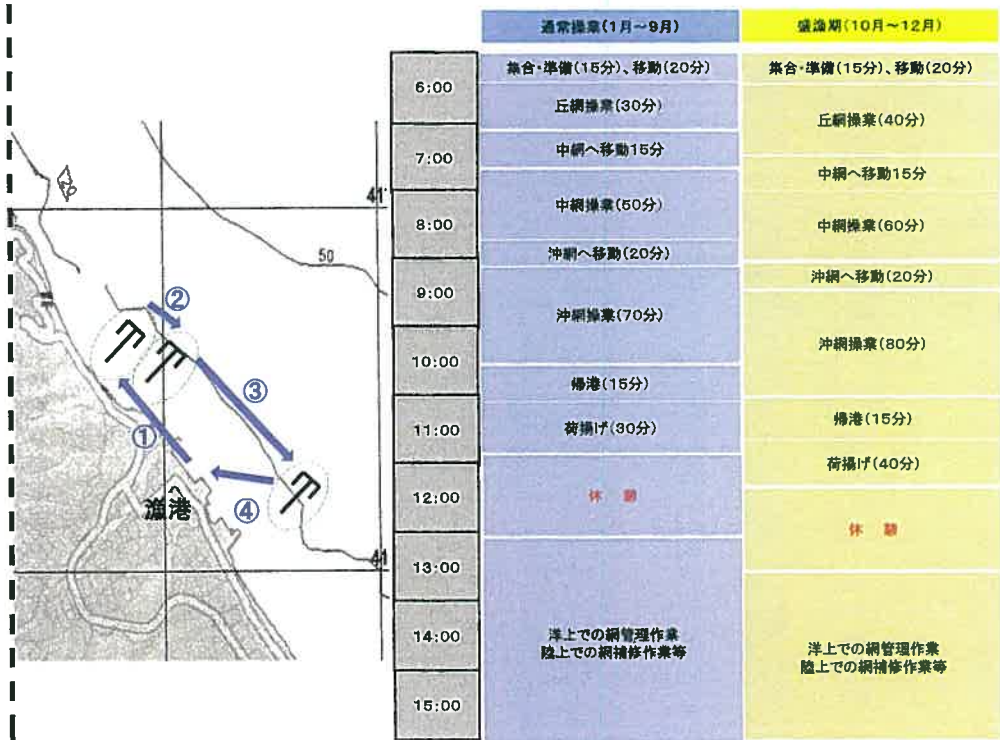 通常操業(1月～9月)
盛漁期(10月～12月)
6:00
7:00
8:00
9:00
10:00
11:00
12:00
13:00
14:00
15:00
集合・準備(15分)、移動(20分)
丘網操業(30分)
中網へ移動15分
中網操業(50分)
沖網へ移動(20分)
沖網操業(70分)
帰港(15分)
荷揚げ(30分)
休 憩
洋上での網管理作業
陸上での網補修作業等
集合・準備(15分)、移動(20分)
丘網操業(40分)
中網へ移動15分
中網操業(60分)
沖網へ移動(20分)
沖網操業(80分)
帰港(15分)
荷揚げ(40分)
休 憩
洋上での網管理作業
陸上での網補修作業等
41
50
②
③
①
④
漁港
41